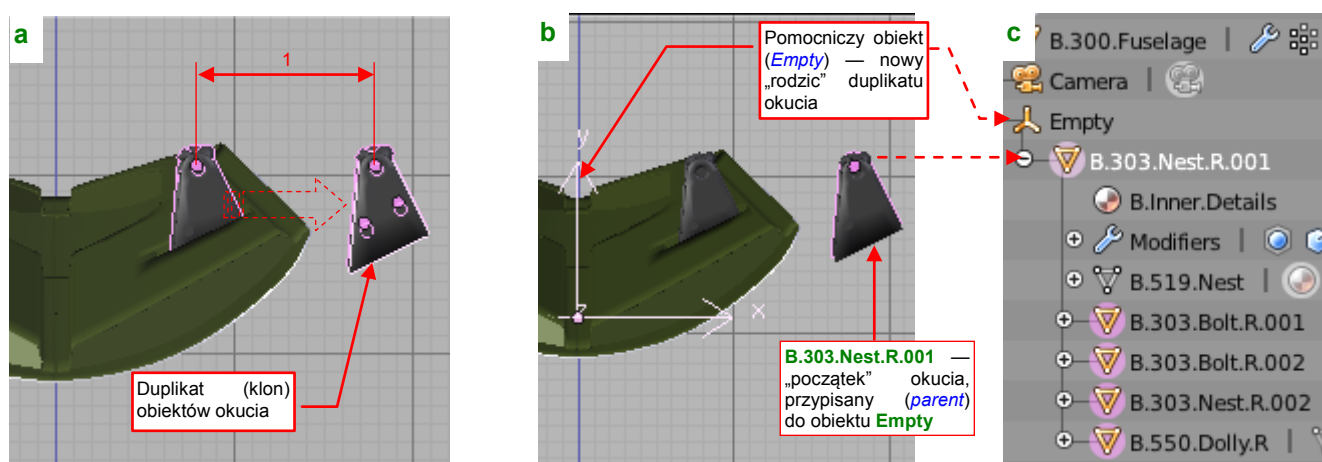 a
1
Duplikat (klon)
obiektów okucia
b
Pomocniczy obiekt
(Empty) — nowy
„rodzic” duplikatu
okucia
y
x
z
B.303.Nest.R.001 —
„początek” okucia,
przypisany (parent)
do obiektu Empty
c
B.300.Fuselage
Camera
Empty
B.303.Nest.R.001
B.Inner.Details
Modifiers
B.519.Nest
B.303.Bolt.R.001
B.303.Bolt.R.002
B.303.Nest.R.002
B.550.Dolly.R